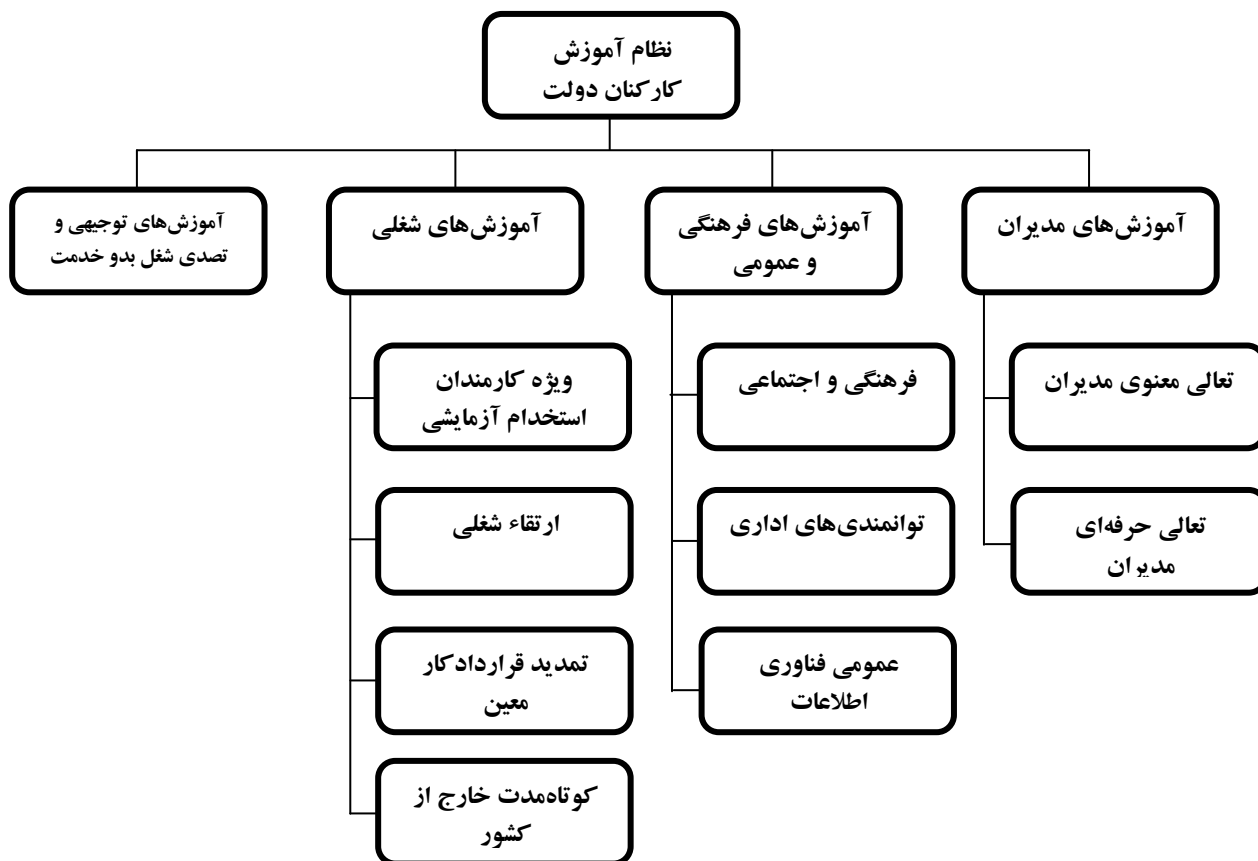 نظام آموزش
کارکنان دولت
آموزش‌های مدیران
آموزش‌های فرهنگی
و عمومی
آموزش‌های شغلی
آموزش‌های توجیهی و
تصدی شغل بدو خدمت
تعالی معنوی مدیران
تعالی حرفه‌ای
مدیران
فرهنگی و اجتماعی
توانمندی‌های اداری
عمومی فناوری
اطلاعات
ویژه کارمندان
استخدام آزمایشی
ارتقاء شغلی
تمدید قراردادکار
معین
کوتاه‌مدت خارج از
کشور